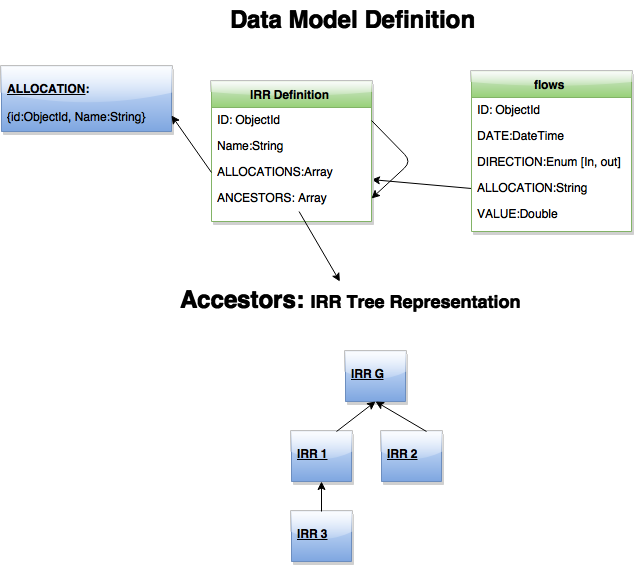 Data Model Definition
ALLOCATION:
{id:ObjectId, Name:String}
IRR Definition
ID: ObjectId
Name:String
ALLOCATIONS:Array
ANCESTORS: Array
flows
ID: ObjectId
DATE:DateTime
DIRECTION:Enum [In, out]
ALLOCATION:String
VALUE:Double
Accestors: IRR Tree Representation
IRR G
IRR 1
IRR 2
IRR 3